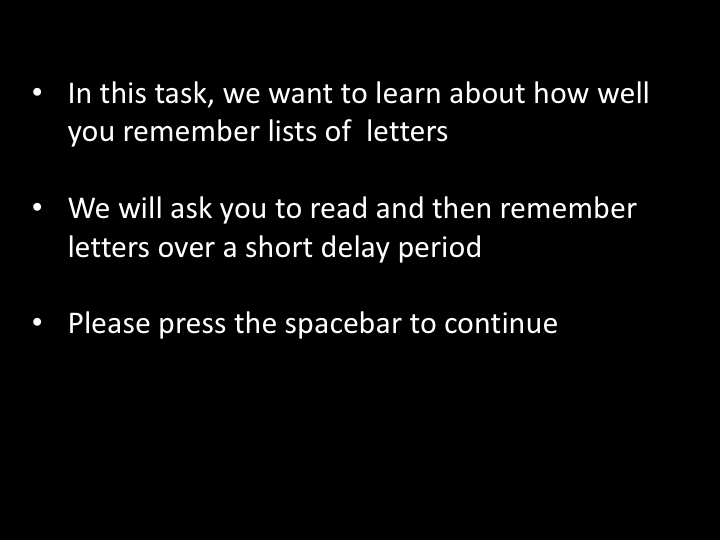 • In this task, we want to learn about how well
you remember lists of  letters
• We will ask you to read and then remember
letters over a short delay period
• Please press the spacebar to continue